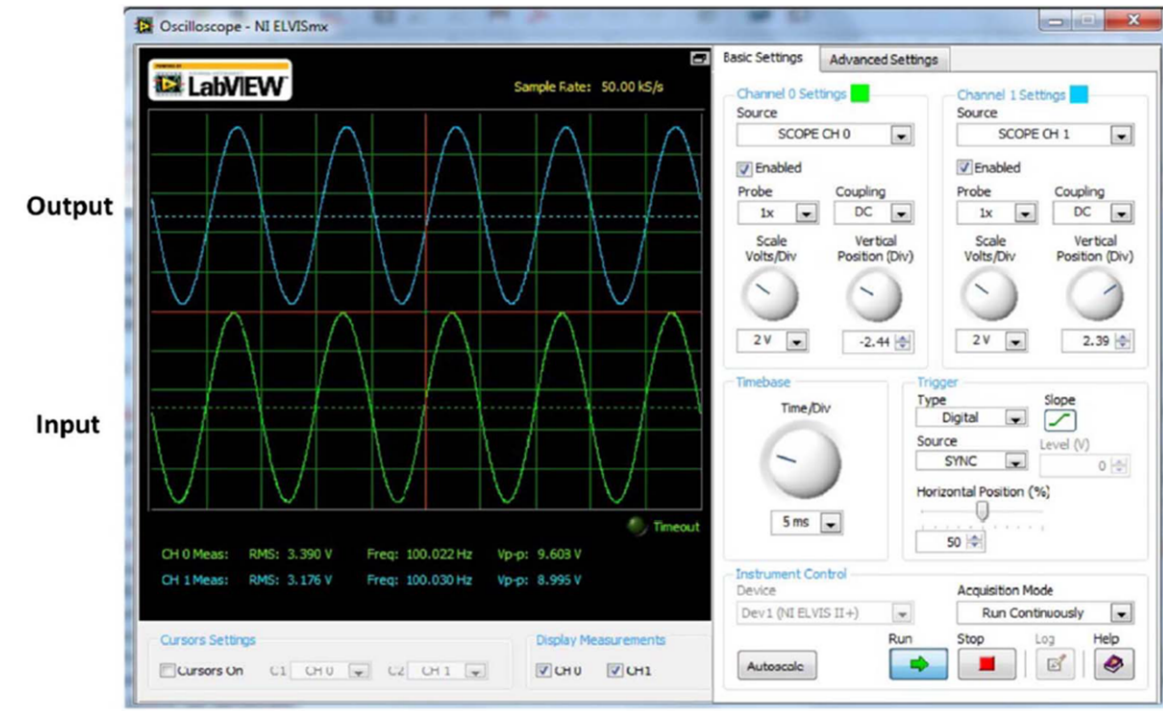 Oscilloscope - NI ELVISmx
LabVIEW
Sample Rate: 50.00 kS/s
Output
Input
Timeout
CH 0 Meas: RMS: 3.390 V Freq: 100.022 Hz Vp-p: 9.603 V
CH 1 Meas: RMS: 3.176 V Freq: 100.030 Hz Vp-p: 8.995 V
Cursors Settings
Cursors On C1 CH 0 C2 CH 1
Display Measurements
CH 0 CH1
Basic Settings Advanced Settings
Channel 0 Settings
Source
SCOPE CH 0
Enabled
Probe Coupling
1x DC
Scale Vertical
Volts/Div Position (Div)
2 V -2.44
Channel 1 Settings
Source
SCOPE CH 1
Enabled
Probe Coupling
1x DC
Scale Vertical
Volts/Div Position (Div)
2 V 2.39
Timebase
Time/Div
5 ms
Trigger
Type Slope
Digital
Source Level (V)
SYNC 0
Horizontal Position (%)
50
Instrument Control
Device Acquisition Mode
Dev1 (NI ELVIS II+) Run Continuously
Run Stop Log Help
Autoscale